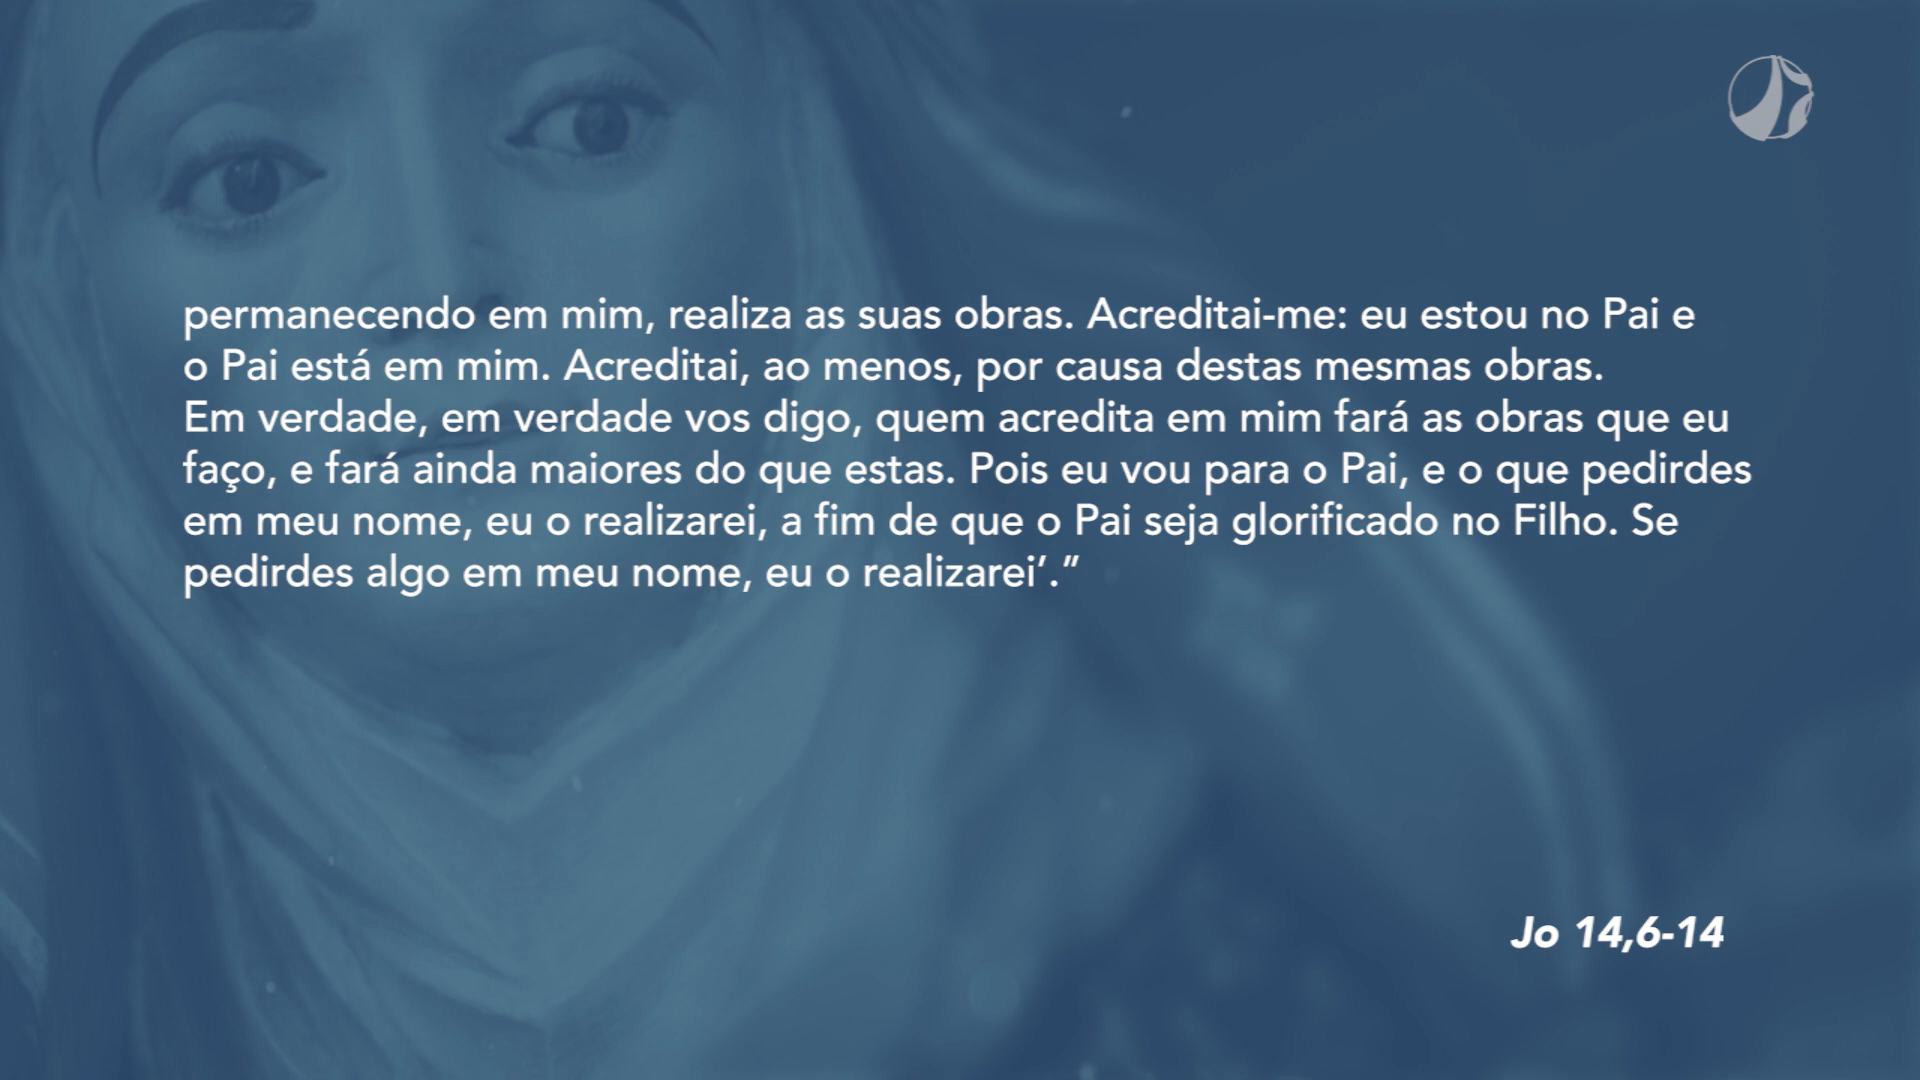 permanecendo em mim, realiza as suas obras. Acreditai-me: eu estou no Pai e
o Pai está em mim. Acreditai, ao menos, por causa destas mesmas obras.
Em verdade, em verdade vos digo, quem acredita em mim fará as obras que eu
faço, e fará ainda maiores do que estas. Pois eu vou para o Pai, e o que pedirdes
em meu nome, eu o realizarei, a fim de que o Pai seja glorificado no Filho. Se
pedirdes algo em meu nome, eu o realizarei’.”
Jo 14,6-14